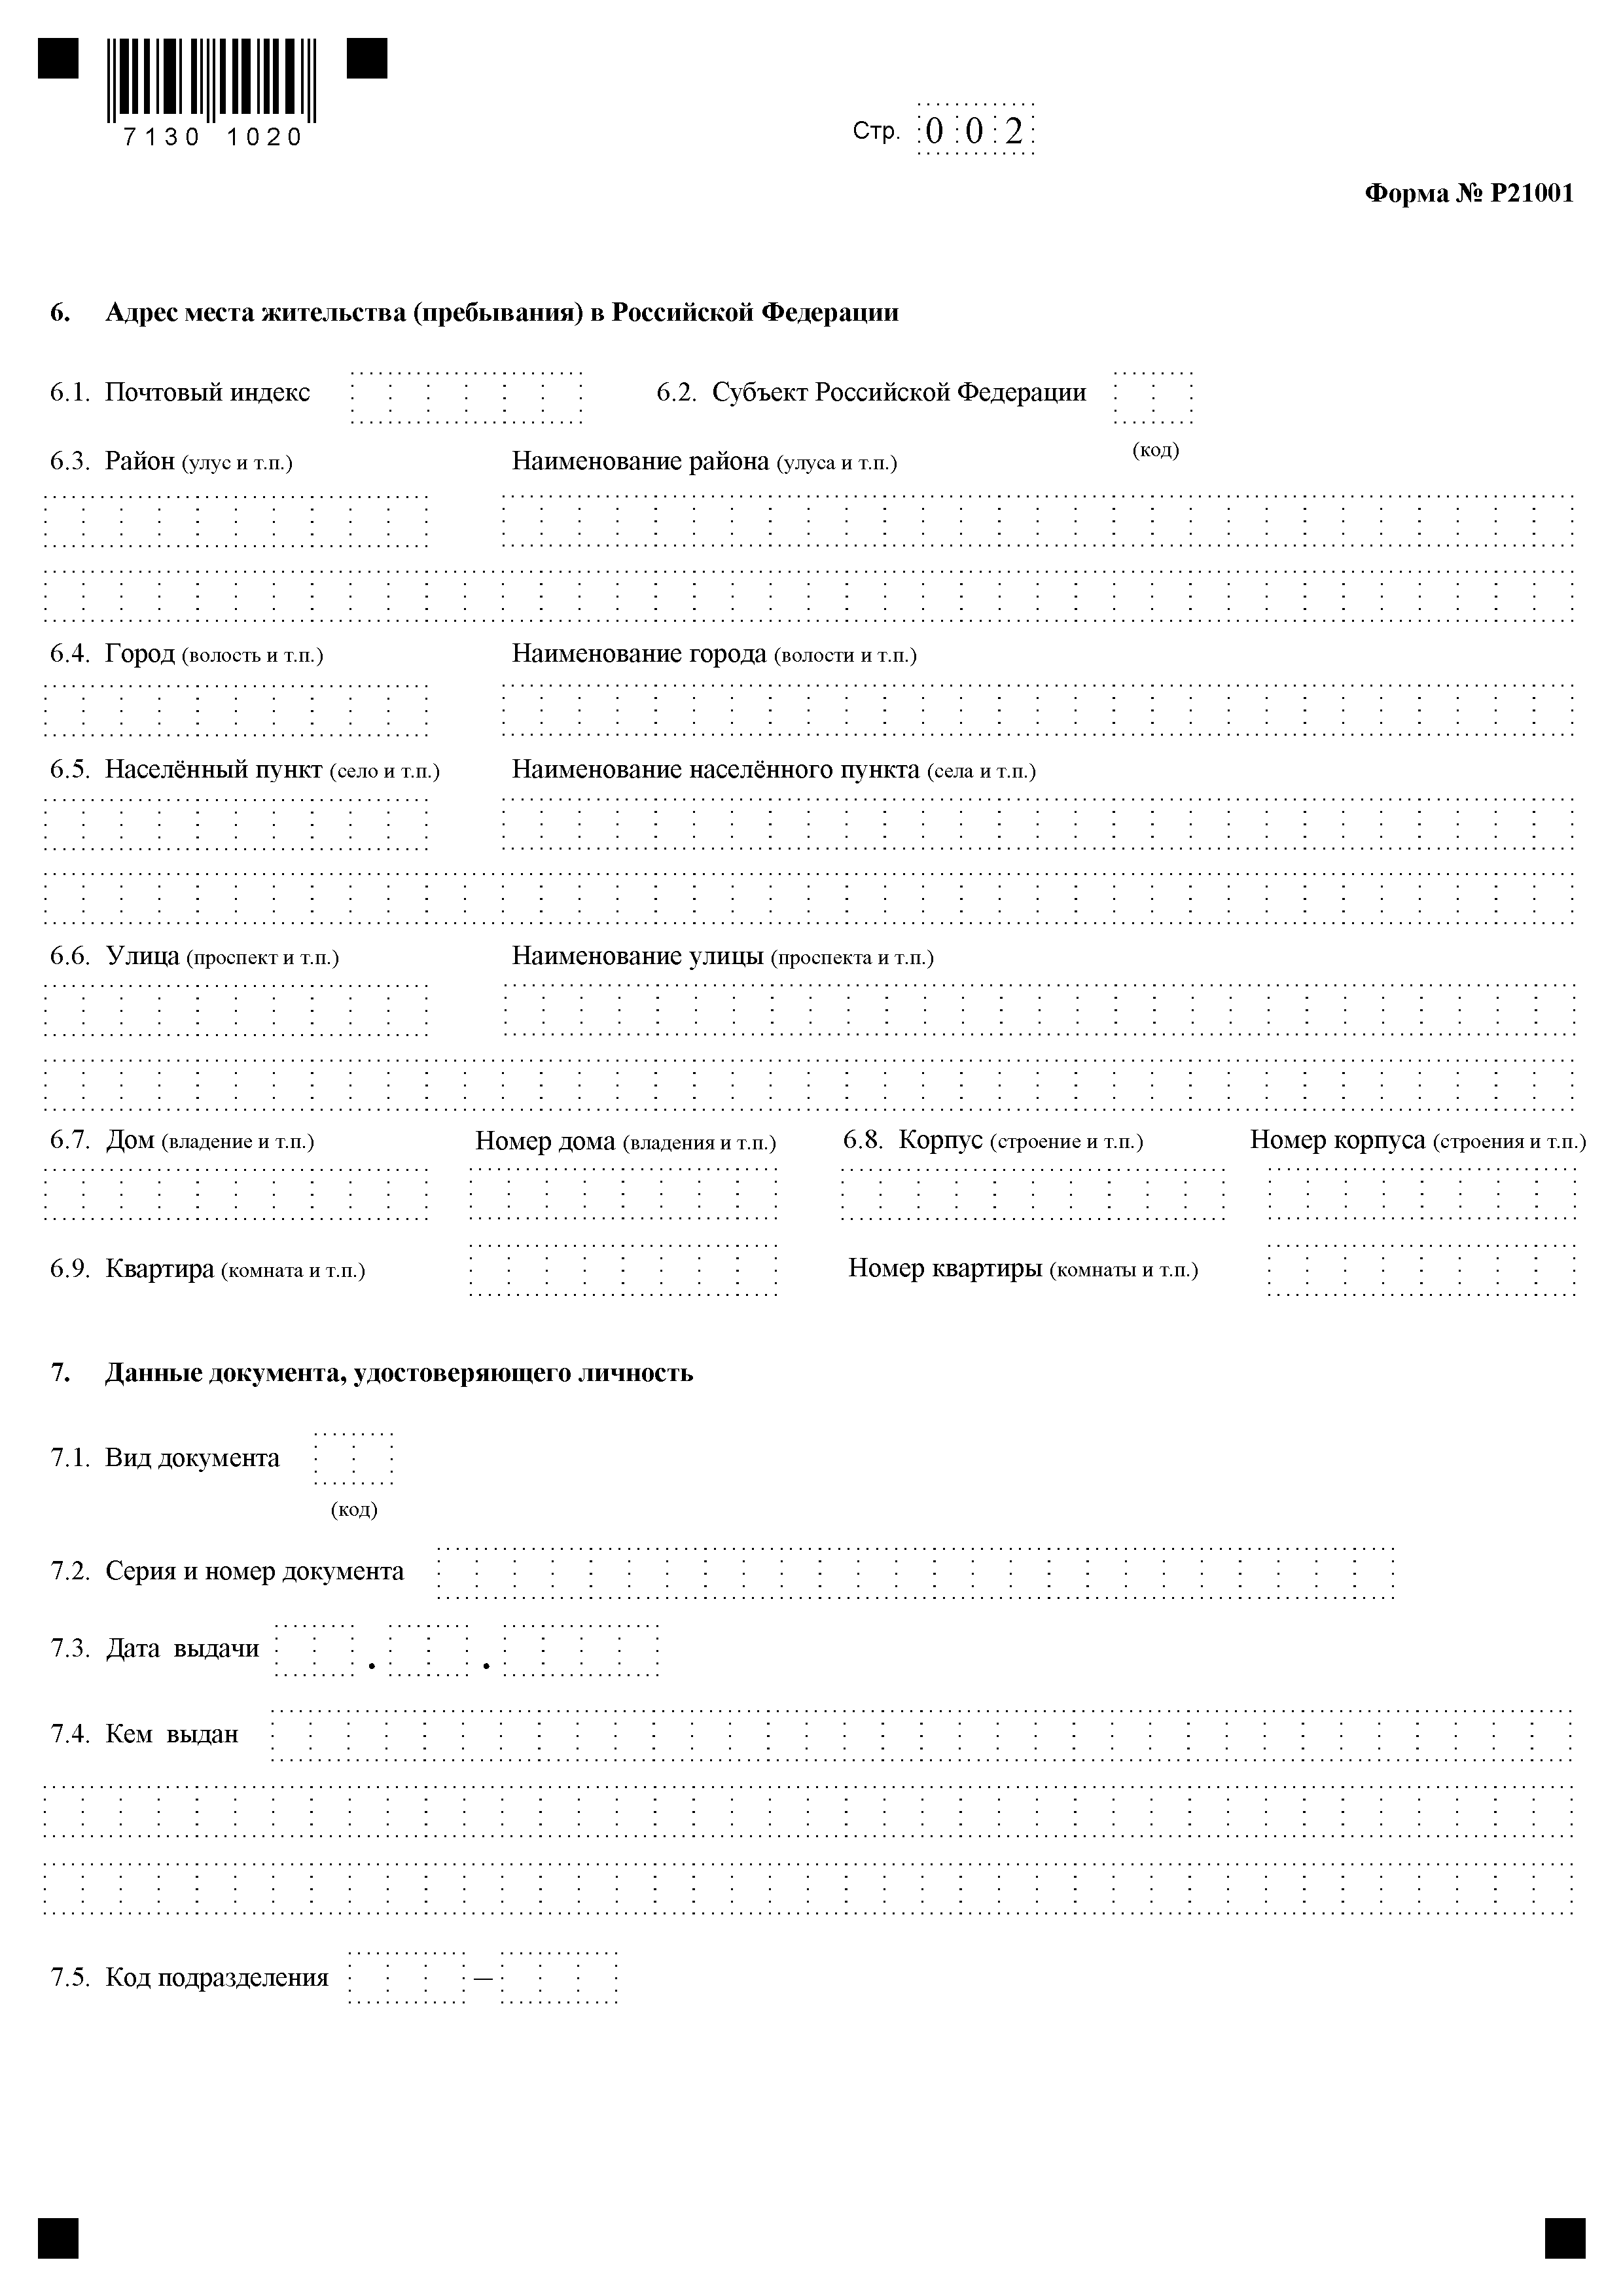 7130 1020
Стр. 002
Форма № Р21001
6. Адрес места жительства (пребывания) в Российской Федерации
6.1. Почтовый индекс 6.2. Субъект Российской Федерации
(код)
6.3. Район (улус и т.п.) Наименование района (улуса и т.п.)
6.4. Город (волость и т.п.) Наименование города (волости и т.п.)
6.5. Населённый пункт (село и т.п.) Наименование населённого пункта (села и т.п.)
6.6. Улица (проспект и т.п.) Наименование улицы (проспекта и т.п.)
6.7. Дом (владение и т.п.) Номер дома (владения и т.п.) 6.8. Корпус (строение и т.п.) Номер корпуса (строения и т.п.)
6.9. Квартира (комната и т.п.) Номер квартиры (комнаты и т.п.)
7. Данные документа, удостоверяющего личность
7.1. Вид документа
(код)
7.2. Серия и номер документа
7.3. Дата выдачи . .
7.4. Кем выдан
7.5. Код подразделения –